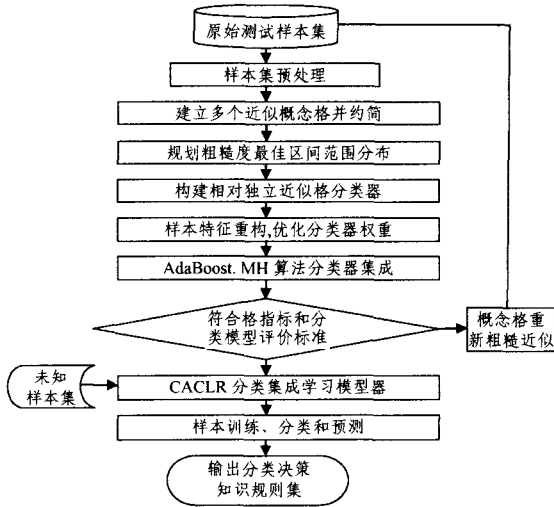 原始测试样本集
样本集预处理
建立多个近似概念格并约简
规划粗糙度最佳区间范围分布
构建相对独立近似格分类器
样本特征重构,优化分类器权重
AdaBoost. MH 算法分类器集成
符合格指标和分
类模型评价标准
概念格重
新粗糙近似
未知
样本集
CACLR 分类集成学习模型器
样本训练、分类和预测
输出分类决策
知识规则集